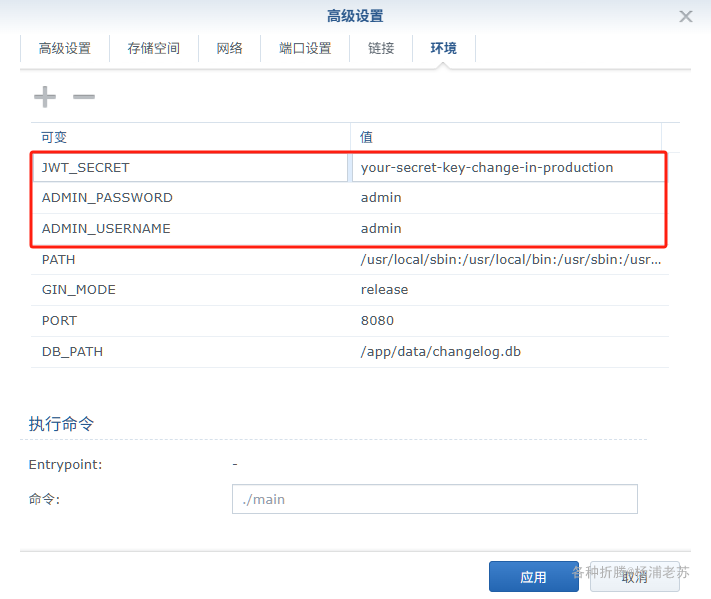 高级设置
高级设置 存储空间 网络 端口设置 链接 环境
可变 值
JWT_SECRET your-secret-key-change-in-production
ADMIN_PASSWORD admin
ADMIN_USERNAME admin
PATH /usr/local/sbin:/usr/local/bin:/usr/sbin:/usr...
GIN_MODE release
PORT 8080
DB_PATH /app/data/changelog.db
执行命令
Entrypoint: -
命令: ./main
应用 取消
各种折腾@杨浦老苏